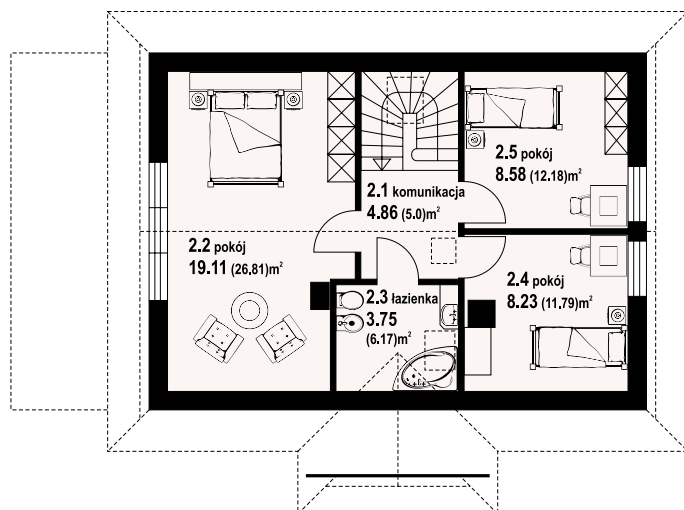 2.5 pokój
8.58 (12.18)m²
2.1 komunikacja
4.86 (5.0)m²
2.2 pokój
19.11 (26,81)m²
2.4 pokój
8.23 (11,79)m²
2.3 łazienka
3.75
(6.17)m²